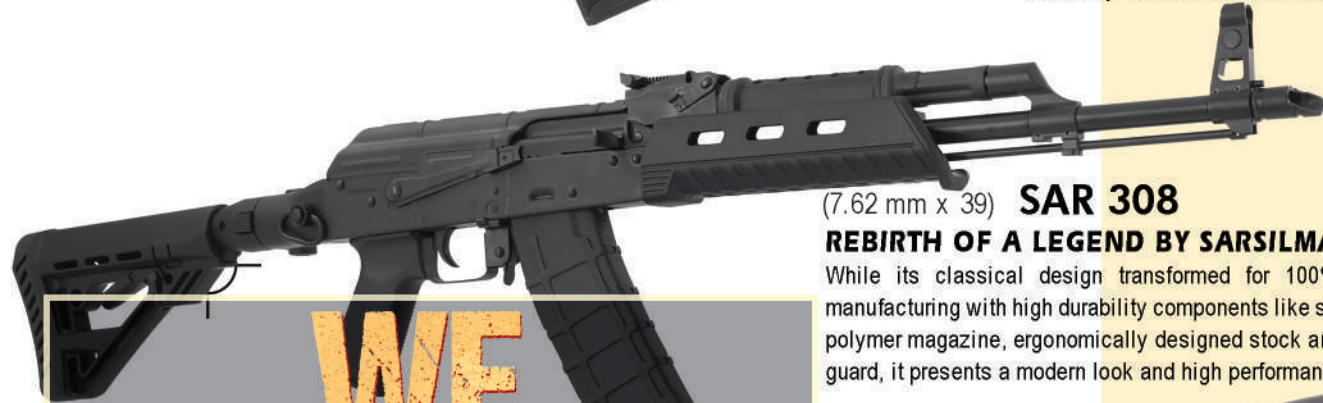 (7.62 mm x 39) SAR 308
REBIRTH OF A LEGEND BY SARSILMA
While its classical design transformed for 100%
manufacturing with high durability components like s
polymer magazine, ergonomically designed stock an
guard, it presents a modern look and high performan
WE